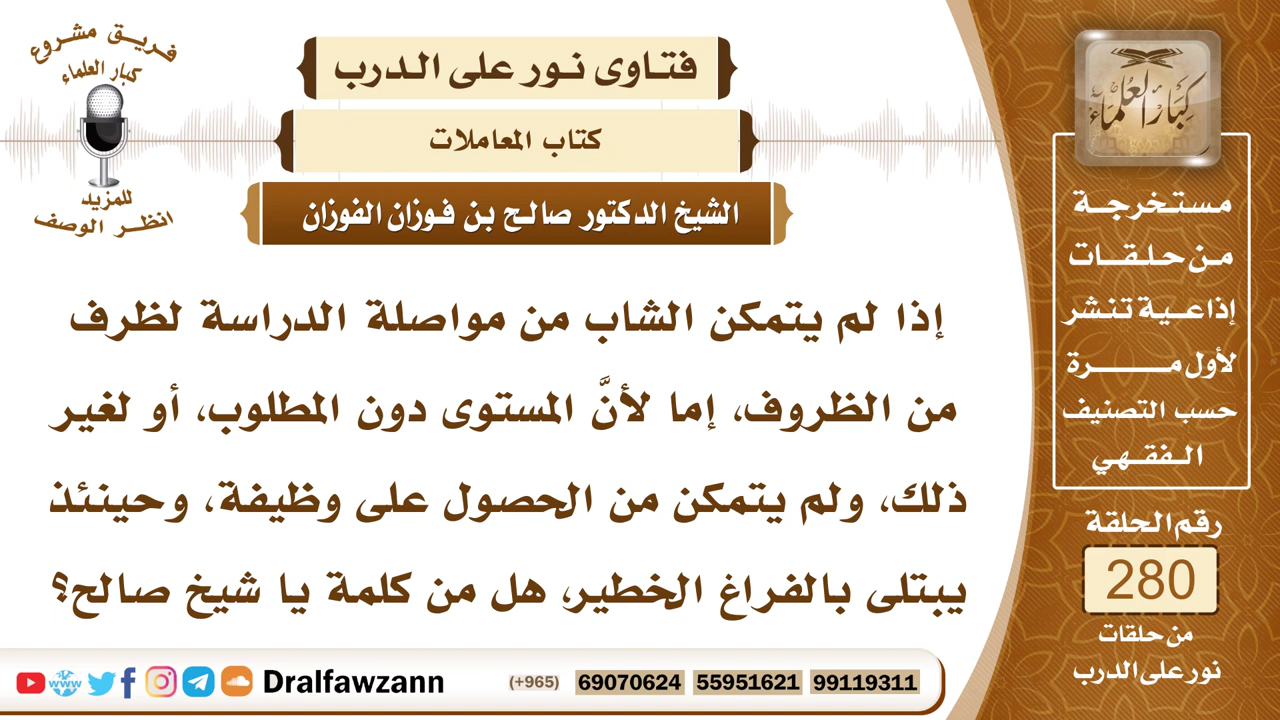 فريق مشروع
كبار العلماء
للمزيد
انظر الوصف
فتاوى نور على الدرب
كتاب المعاملات
الشيخ الدكتور صالح بن فوزان الفوزان
إذا لم يتمكن الشاب من مواصلة الدراسة لظرف
من الظروف، إما لأنَّ المستوى دون المطلوب، أو لغير
ذلك، ولم يتمكن من الحصول على وظيفة، وحينئذ
يبتلى بالفراغ الخطير، هل من كلمة يا شيخ صالح؟
كبار العلماء
مستخرجة
من حلقات
إذاعية تنشر
لأول مرة
حسب التصنيف
الفقهي
رقم الحلقة
280
من حلقات
نور على الدرب
www
Dralfawzann (+965) 69070624 55951621 99119311